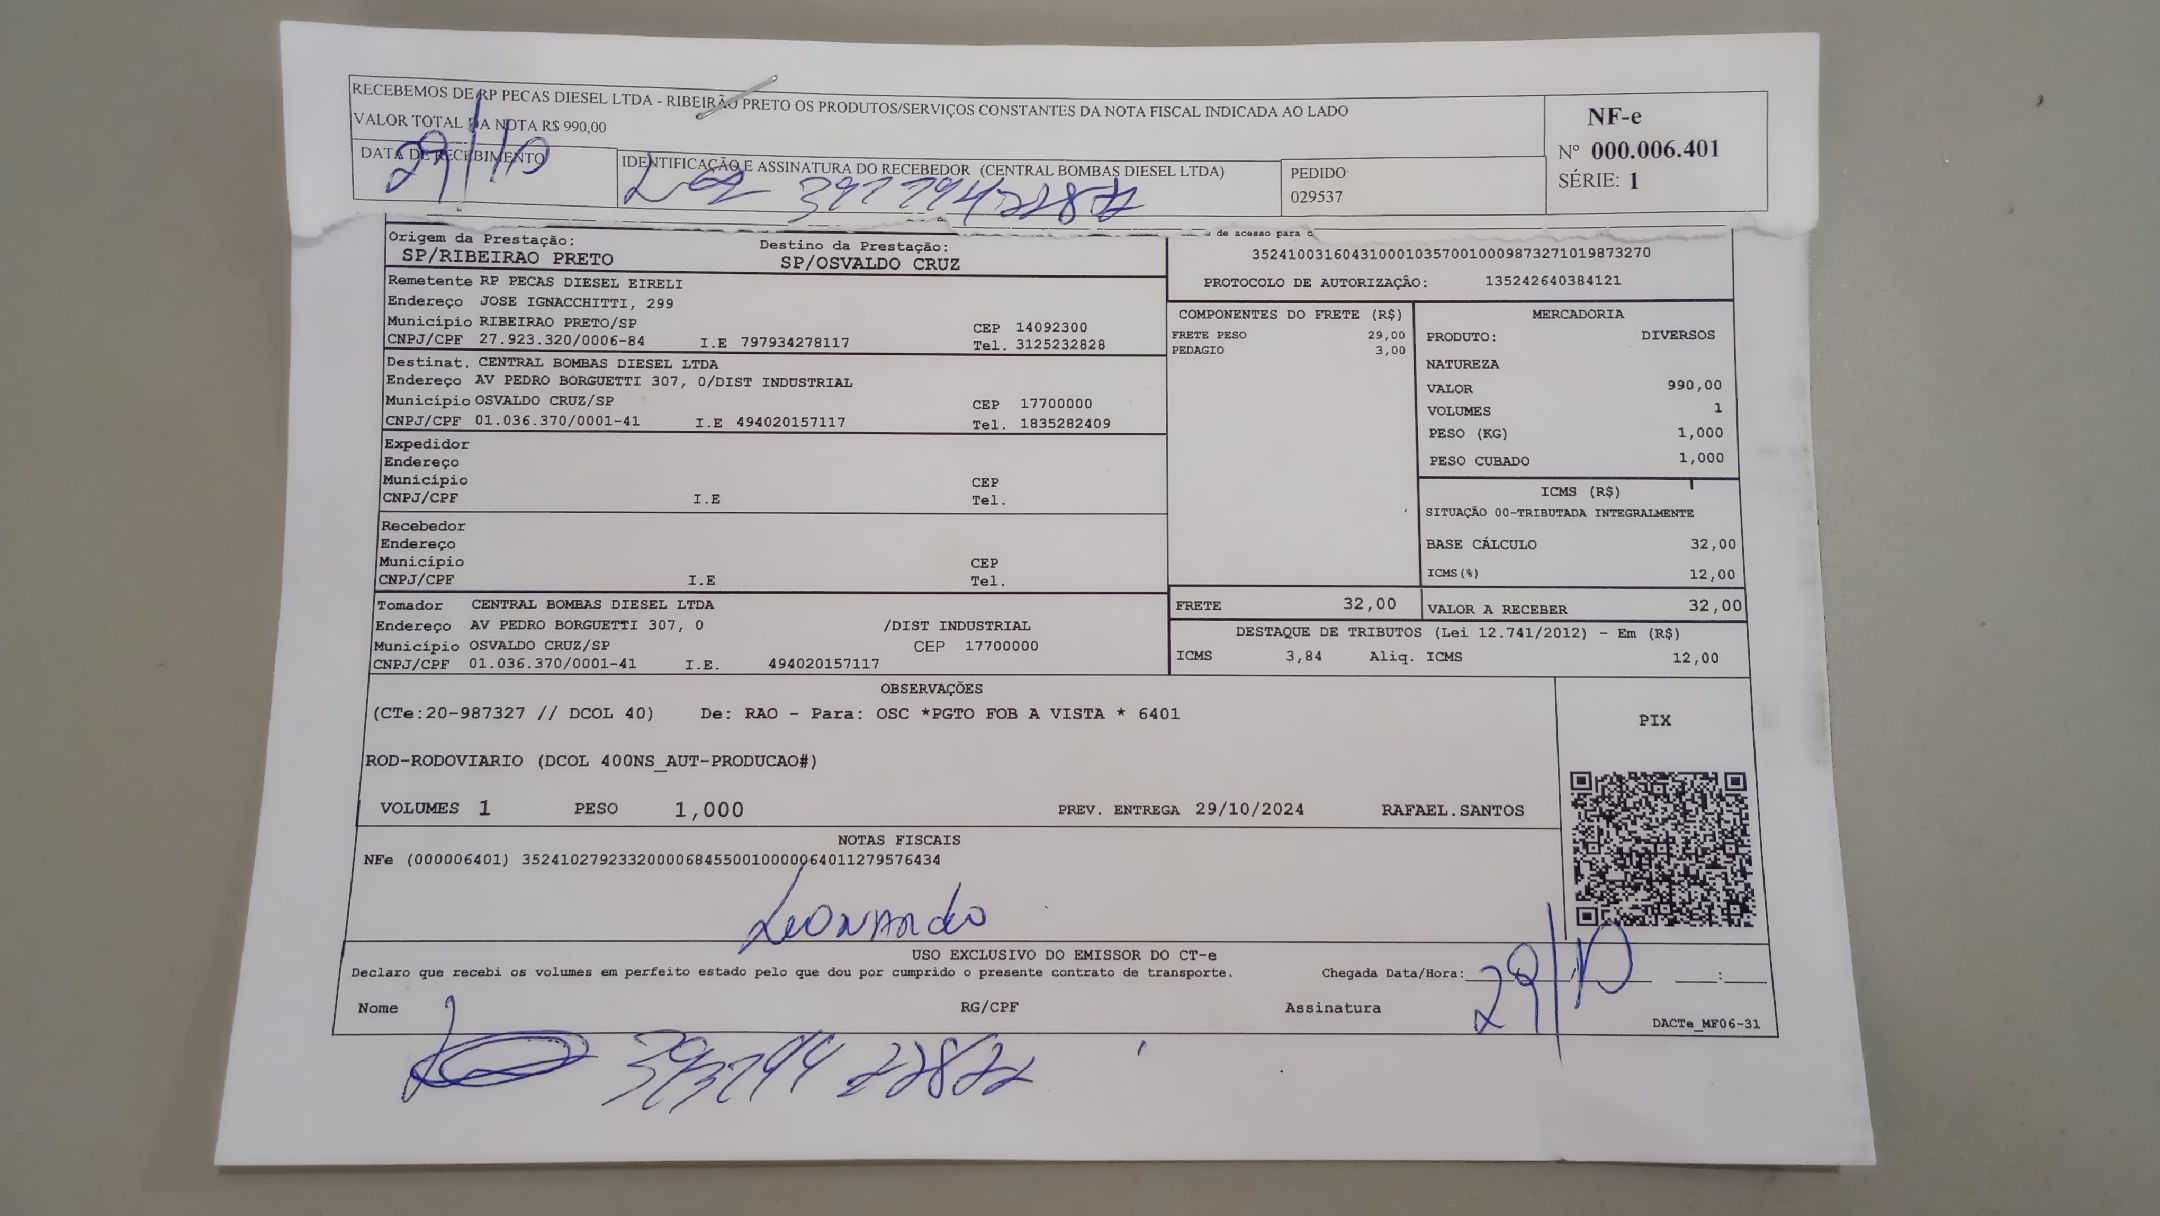 RECEBEMOS DE RP PECAS DIESEL LTDA - RIBEIRÃO PRETO OS PRODUTOS/SERVIÇOS CONSTANTES DA NOTA FISCAL INDICADA AO LADO
VALOR TOTAL DA NOTA R$ 990,00
NF-e
Nº 000.006.401
SÉRIE: 1
DATA DE RECEBIMENTO
29/10
IDENTIFICAÇÃO E ASSINATURA DO RECEBEDOR (CENTRAL BOMBAS DIESEL LTDA)
PEDIDO
029537
Origem da Prestação:
SP/RIBEIRAO PRETO
Destino da Prestação:
SP/OSVALDO CRUZ
de acesso para c
35241003160431000103570010009873271019873270
PROTOCOLO DE AUTORIZAÇÃO: 135242640384121
Remetente RP PECAS DIESEL EIRELI
Endereço JOSE IGNACCHITTI, 299
Município RIBEIRAO PRETO/SP CEP 14092300
CNPJ/CPF 27.923.320/0006-84 I.E 797934278117 Tel. 3125232828
Destinat. CENTRAL BOMBAS DIESEL LTDA
Endereço AV PEDRO BORGUETTI 307, 0/DIST INDUSTRIAL
Município OSVALDO CRUZ/SP CEP 17700000
CNPJ/CPF 01.036.370/0001-41 I.E 494020157117 Tel. 1835282409
Expedidor
Endereço
Município CEP
CNPJ/CPF I.E Tel.
Recebedor
Endereço
Município CEP
CNPJ/CPF I.E Tel.
Tomador CENTRAL BOMBAS DIESEL LTDA
Endereço AV PEDRO BORGUETTI 307, 0 /DIST INDUSTRIAL
Município OSVALDO CRUZ/SP CEP 17700000
CNPJ/CPF 01.036.370/0001-41 I.E. 494020157117
COMPONENTES DO FRETE (R$)
FRETE PESO 29,00
PEDAGIO 3,00
MERCADORIA
PRODUTO: DIVERSOS
NATUREZA
VALOR 990,00
VOLUMES 1
PESO (KG) 1,000
PESO CUBADO 1,000
ICMS (R$)
SITUAÇÃO 00-TRIBUTADA INTEGRALMENTE
BASE CÁLCULO 32,00
ICMS(%) 12,00
FRETE 32,00 VALOR A RECEBER 32,00
DESTAQUE DE TRIBUTOS (Lei 12.741/2012) - Em (R$)
ICMS 3,84 Aliq. ICMS 12,00
OBSERVAÇÕES
(CTe:20-987327 // DCOL 40) De: RAO - Para: OSC *PGTO FOB A VISTA * 6401
ROD-RODOVIARIO (DCOL 400NS_AUT-PRODUCAO#)
VOLUMES 1 PESO 1,000 PREV. ENTREGA 29/10/2024 RAFAEL.SANTOS
PIX
NOTAS FISCAIS
NFe (000006401) 35241027923320000684550010000064011279576434
Leonardo
USO EXCLUSIVO DO EMISSOR DO CT-e
Declaro que recebi os volumes em perfeito estado pelo que dou por cumprido o presente contrato de transporte. Chegada Data/Hora: / :
29/10
Nome RG/CPF Assinatura
DACTe_MF06-31